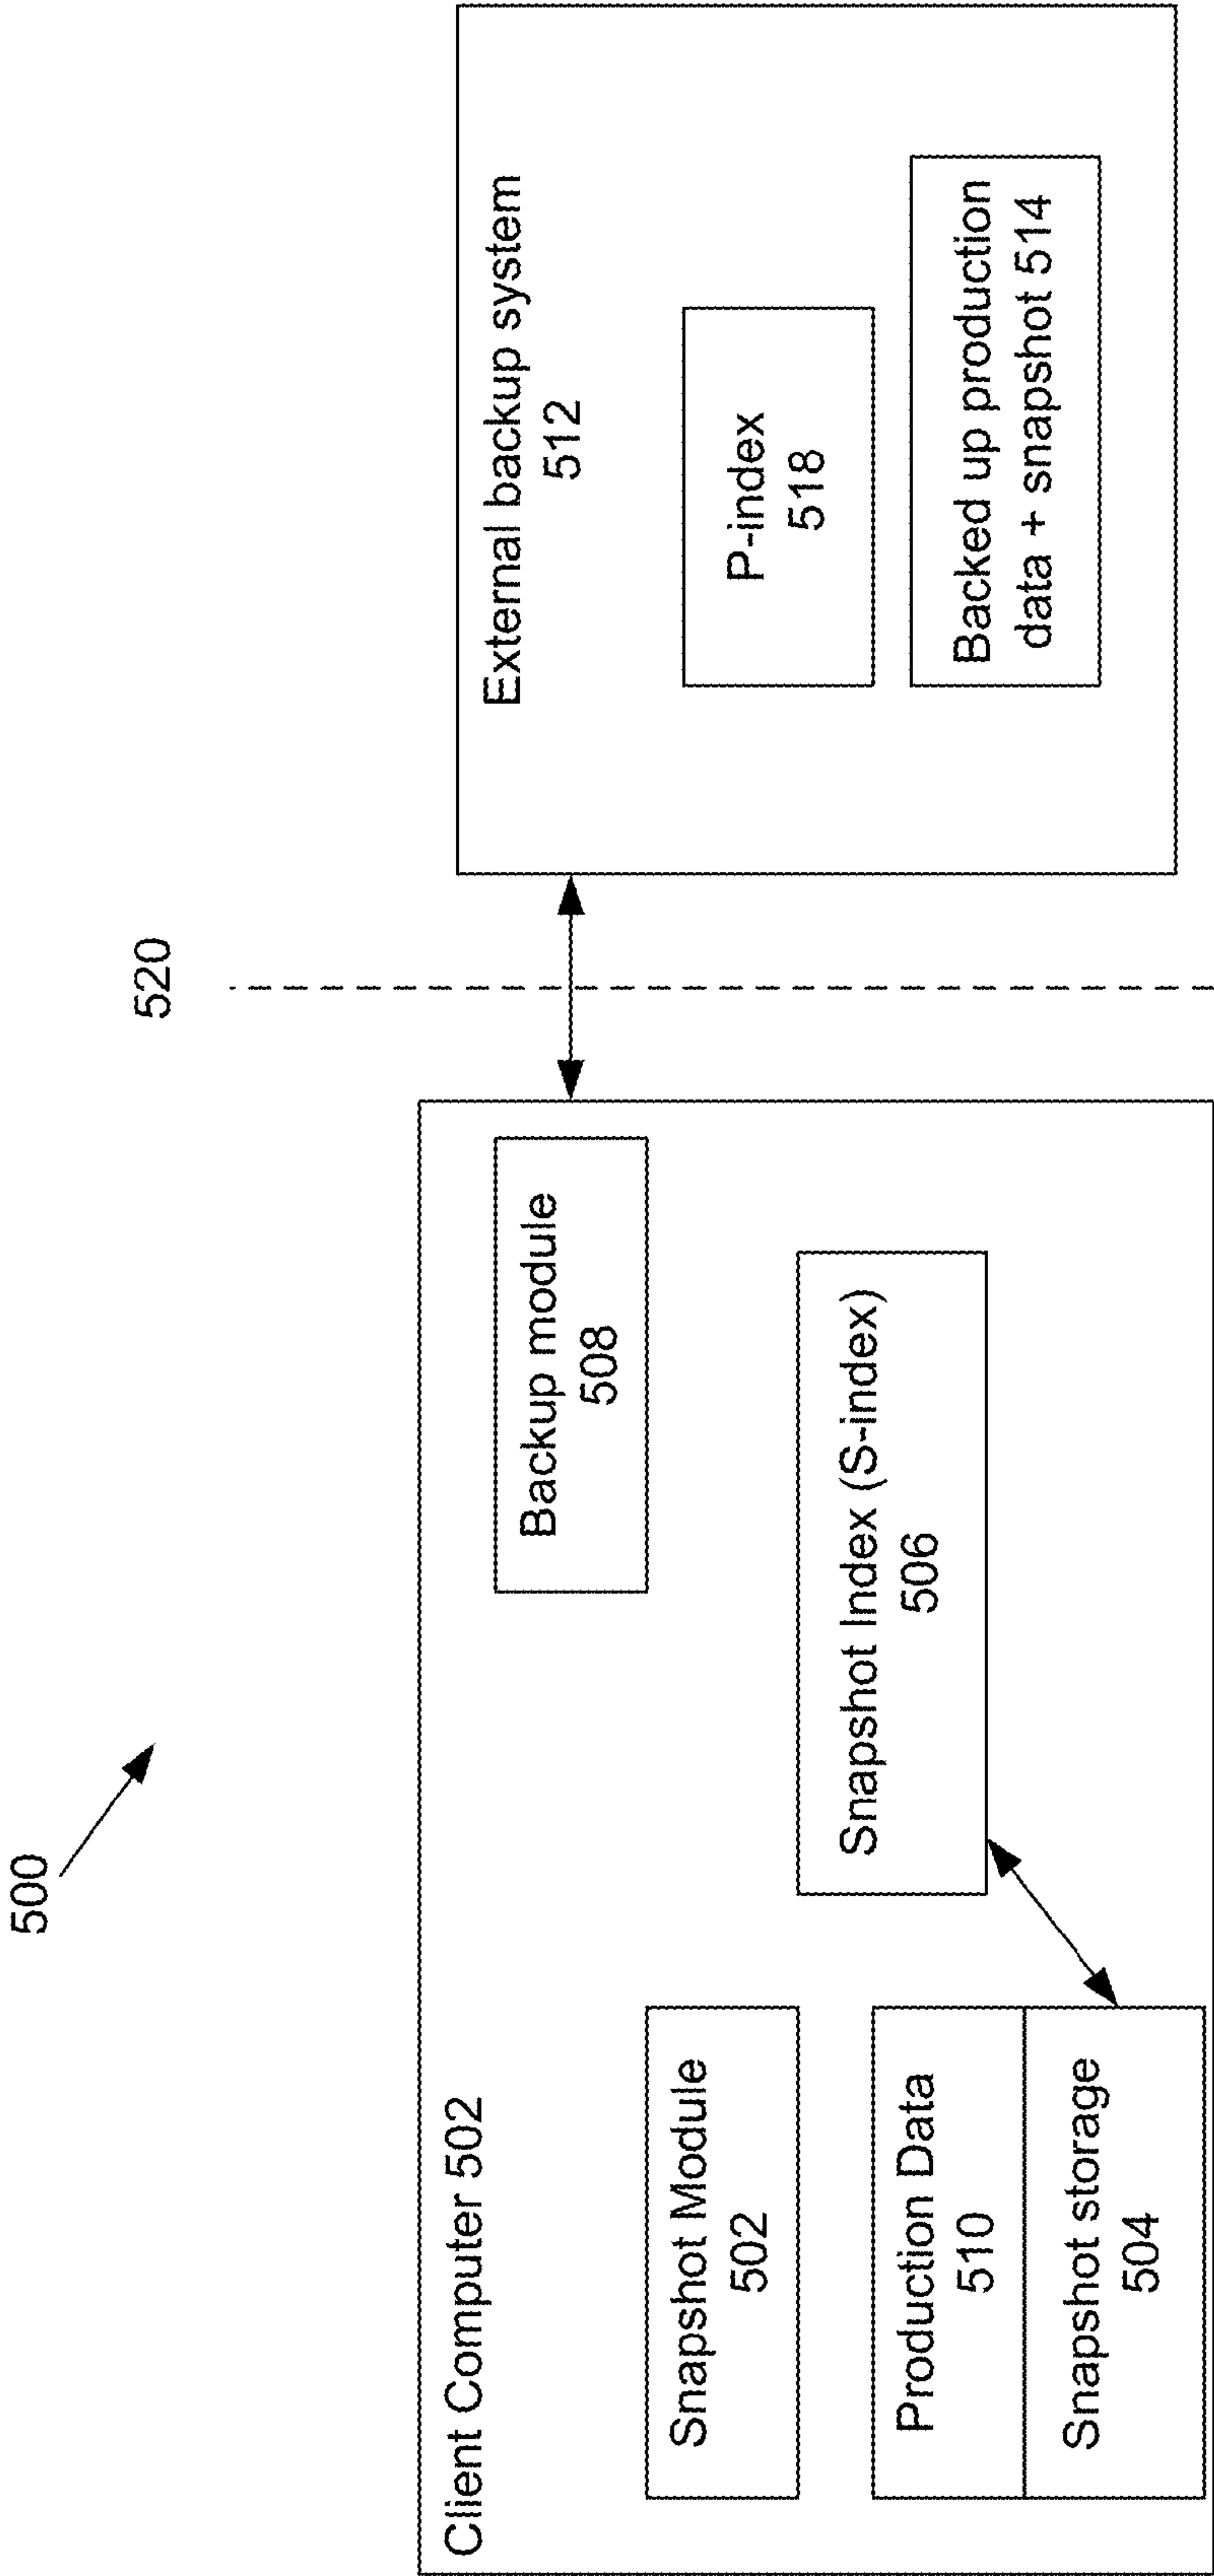 500
520
Client Computer 502
Snapshot Module
502
Production Data
510
Snapshot storage
504
Backup module
508
Snapshot Index (S-index)
506
External backup system
512
P-index
518
Backed up production
data + snapshot 514